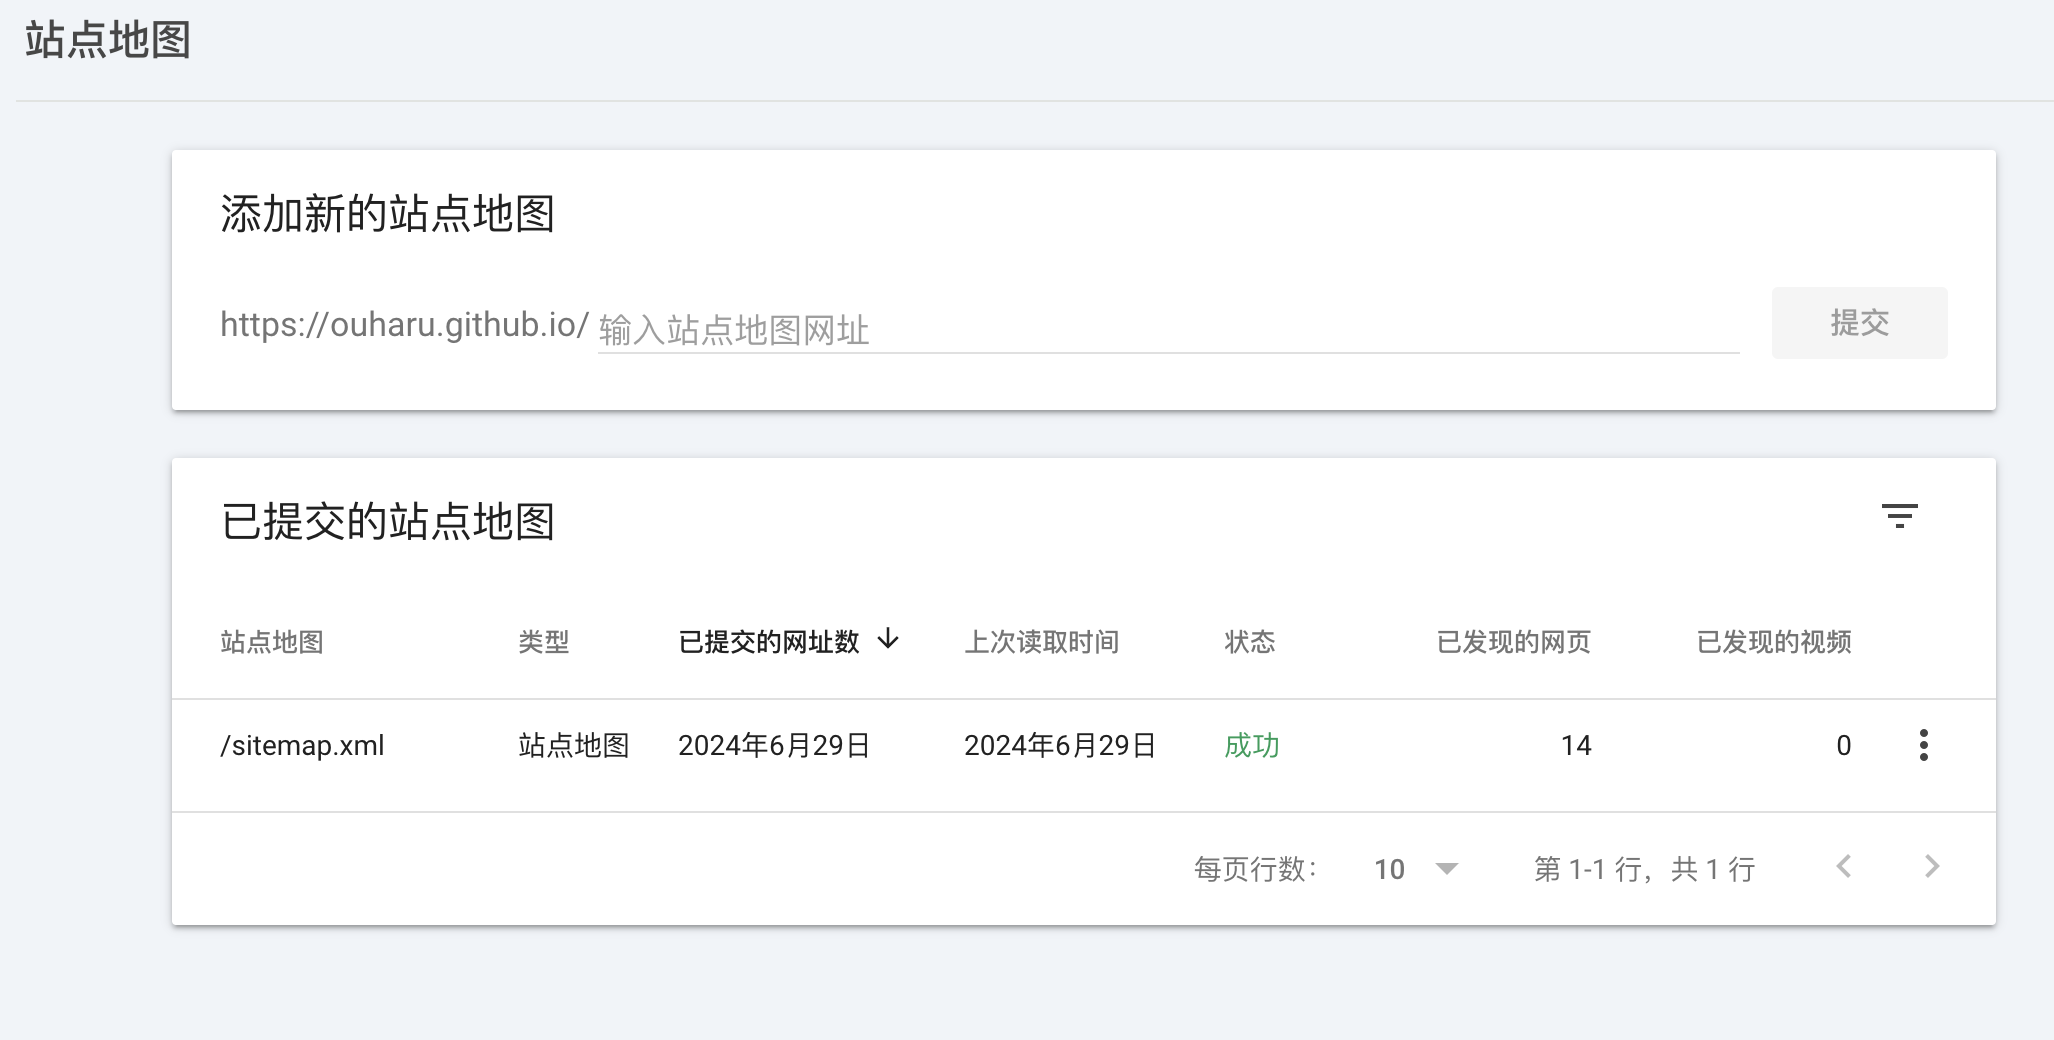 站点地图
添加新的站点地图
https://ouharu.github.io/ 输入站点地图网址 提交
已提交的站点地图
站点地图 类型 已提交的网址数 ↓ 上次读取时间 状态 已发现的网页 已发现的视频
/sitemap.xml 站点地图 2024年6月29日 2024年6月29日 成功 14 0
每页行数： 10 第 1-1 行，共 1 行